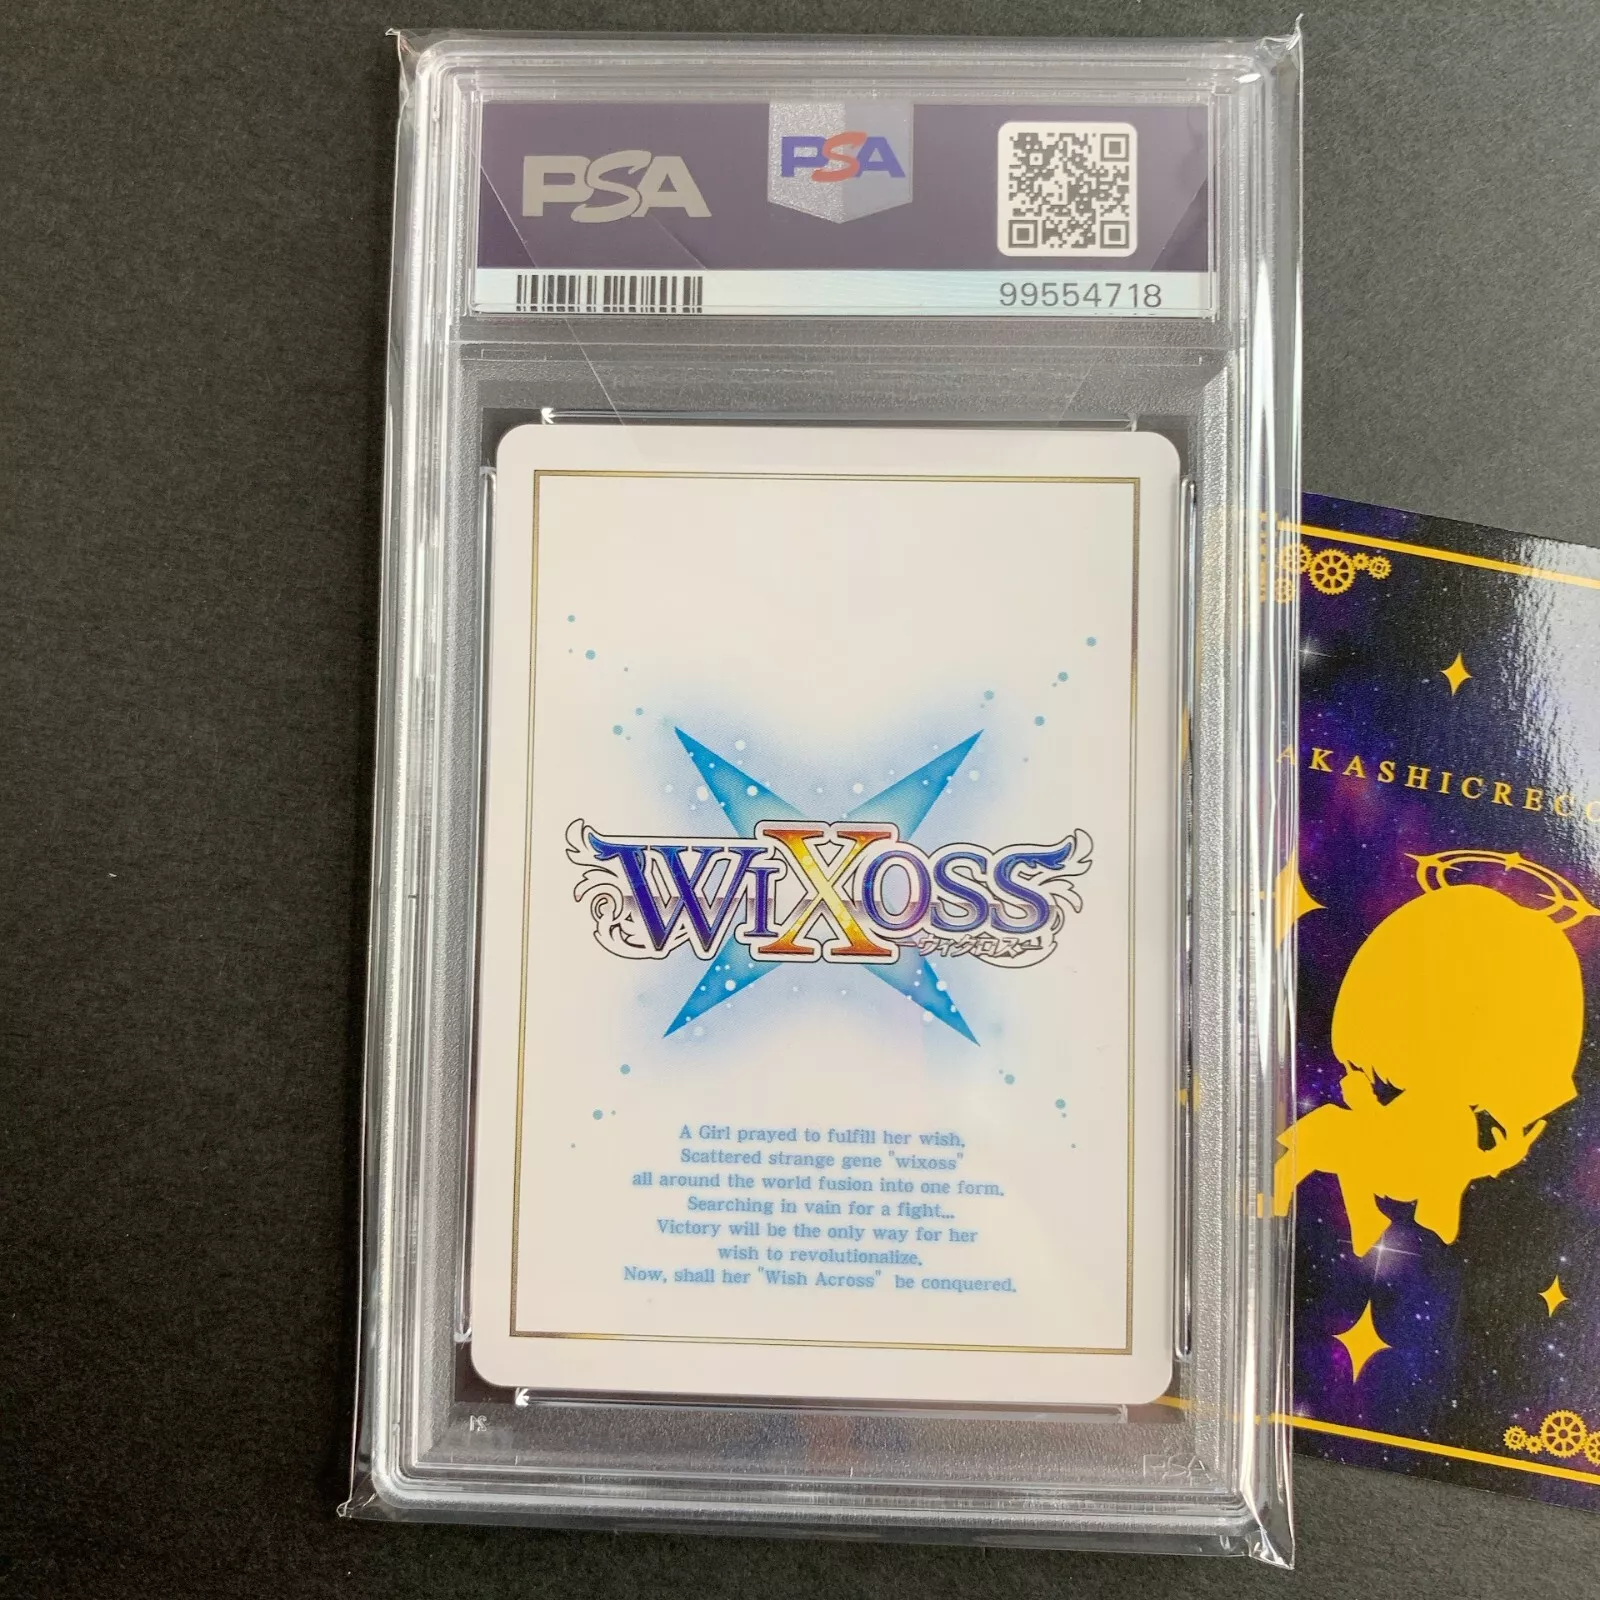 PSA
PSA
99554718
WIXOSS
ウィクロス
A Girl prayed to fulfill her wish,
Scattered strange gene "wixoss"
all around the world fusion into one form.
Searching in vain for a fight...
Victory will be the only way for her
wish to revolutionalize.
Now, shall her "Wish Across" be conquered.
AKASHICRECO
PSA